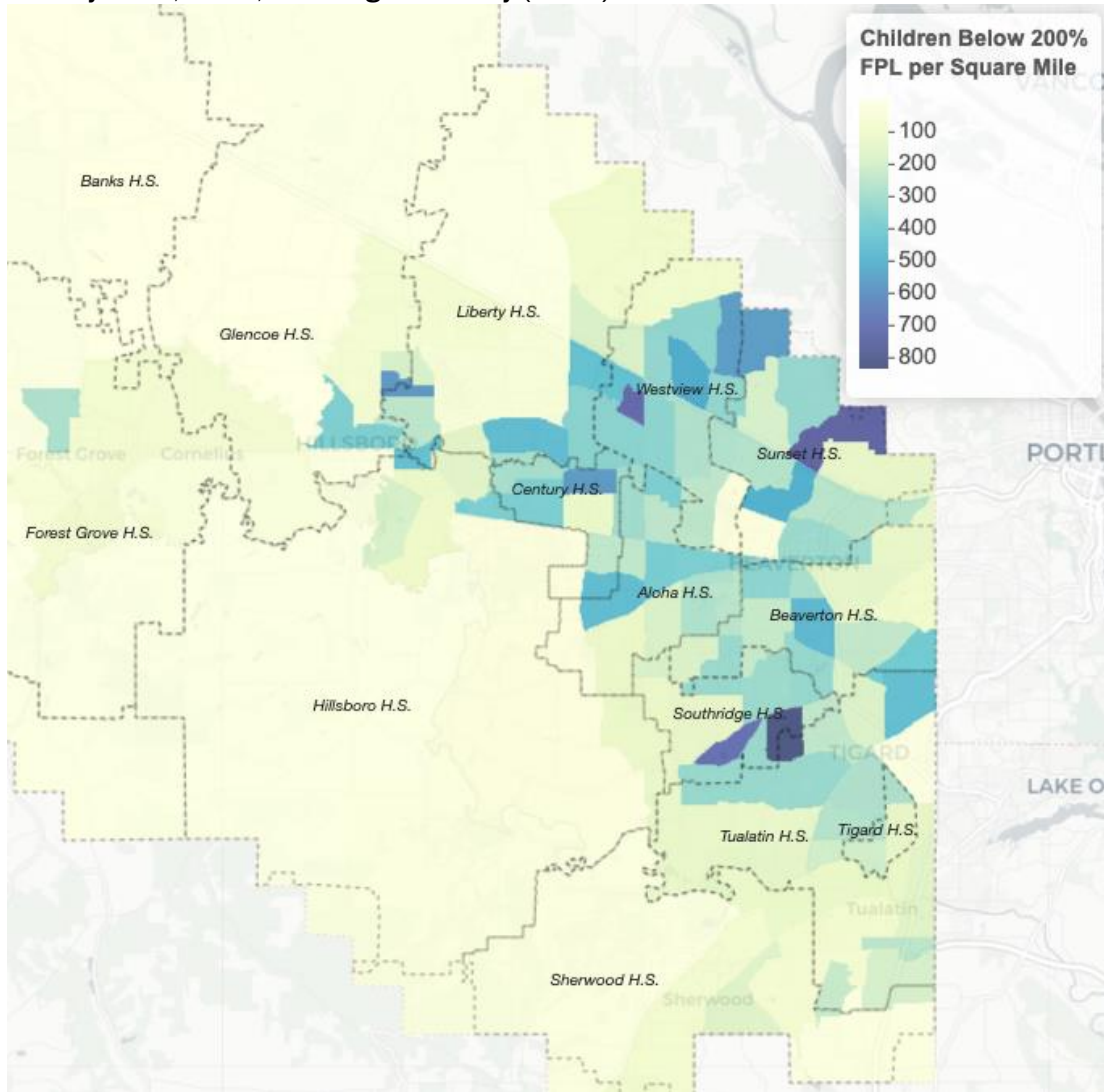 Children Below 200%
FPL per Square Mile
100
200
300
400
500
600
700
800
Banks H.S.
Glencoe H.S.
Liberty H.S.
Westview H.S.
Forest Grove
Cornelius
HILLSBORO
Sunset H.S.
PORTL
Century H.S.
Forest Grove H.S.
BEAVERTON
Aloha H.S.
Beaverton H.S.
Hillsboro H.S.
Southridge H.S.
TIGARD
LAKE O
Tualatin H.S.
Tigard H.S.
Tualatin
Sherwood H.S.
Sherwood